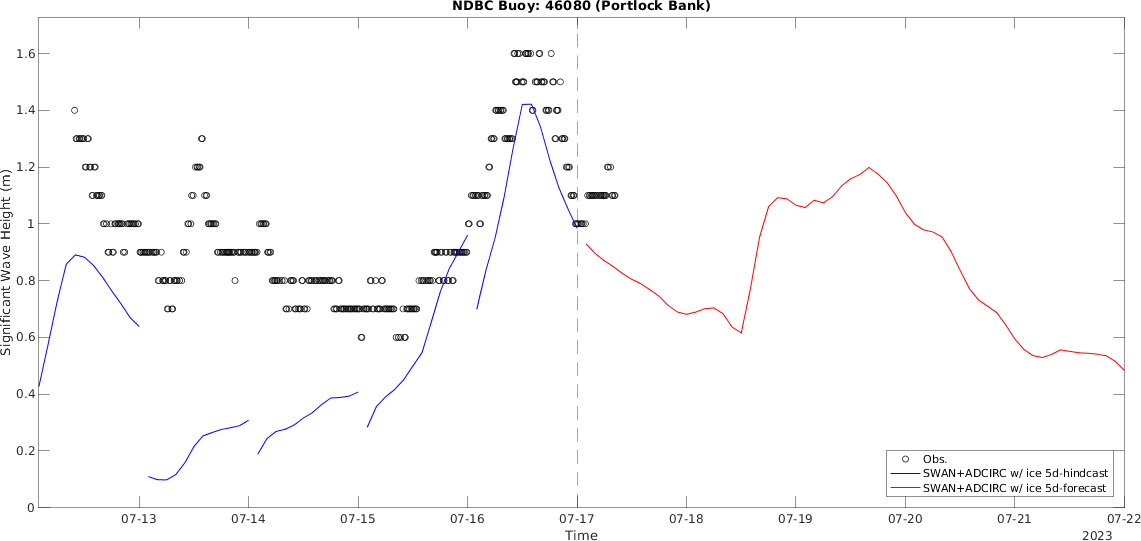 NDBC Buoy: 46080 (Portlock Bank)
Significant Wave Height (m)
1.6
1.4
1.2
1
0.8
0.6
0.4
0.2
0
Obs.
SWAN+ADCIRC w/ ice 5d-hindcast
SWAN+ADCIRC w/ ice 5d-forecast
07-13 07-14 07-15 07-16 07-17 07-18 07-19 07-20 07-21 07-22
Time
2023